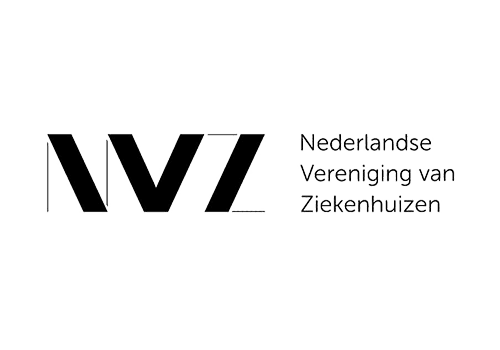 NVZ
Nederlandse
Vereniging van
Ziekenhuizen